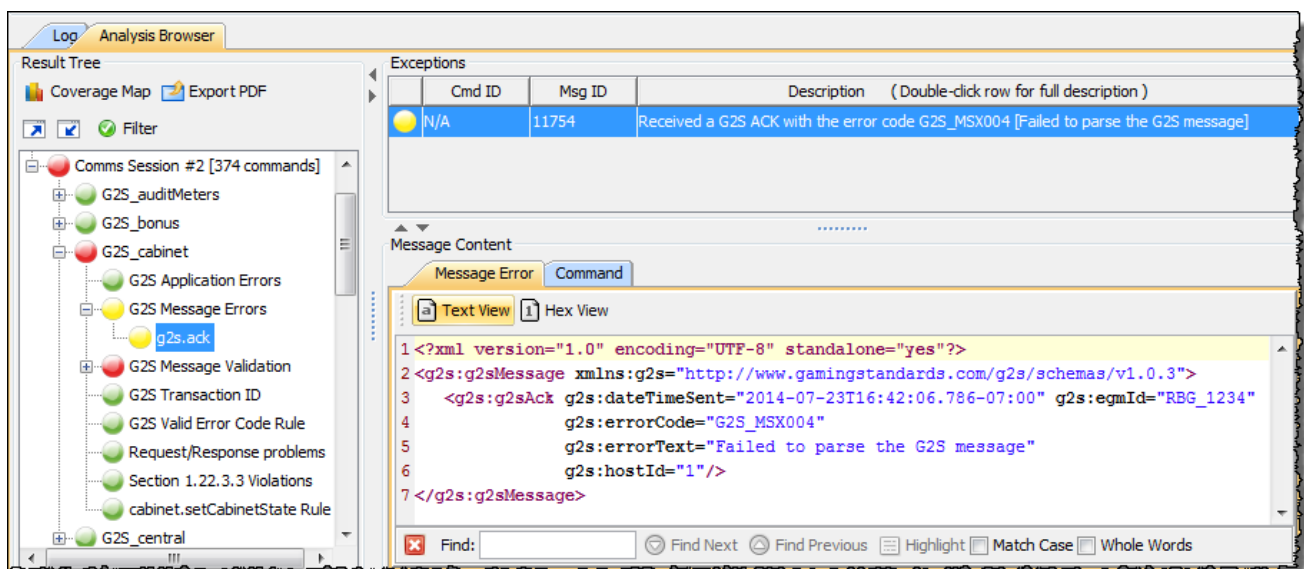 Log Analysis Browser
Result Tree
Coverage Map Export PDF
Filter
Comms Session #2 [374 commands]
G2S_auditMeters
G2S_bonus
G2S_cabinet
G2S Application Errors
G2S Message Errors
g2s.ack
G2S Message Validation
G2S Transaction ID
G2S Valid Error Code Rule
Request/Response problems
Section 1.22.3.3 Violations
cabinet.setCabinetState Rule
G2S_central
Exceptions
Cmd ID Msg ID Description (Double-click row for full description )
N/A 11754 Received a G2S ACK with the error code G2S_MSX004 [Failed to parse the G2S message]
Message Content
Message Error Command
a Text View 1 Hex View
1 <?xml version="1.0" encoding="UTF-8" standalone="yes"?>
2 <g2s:g2sMessage xmlns:g2s="http://www.gamingstandards.com/g2s/schemas/v1.0.3">
3 <g2s:g2sAck g2s:dateTimeSent="2014-07-23T16:42:06.786-07:00" g2s:egmId="RBG_1234"
4 g2s:errorCode="G2S_MSX004"
5 g2s:errorText="Failed to parse the G2S message"
6 g2s:hostId="1"/>
7 </g2s:g2sMessage>
Find: Find Next Find Previous Highlight Match Case Whole Words